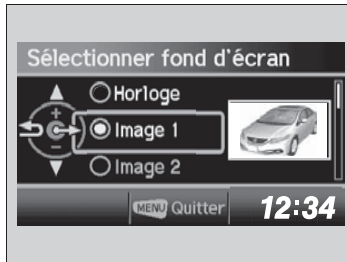 Sélectionner fond d'écran
Horloge
Image 1
Image 2
MENU Quitter 12:34